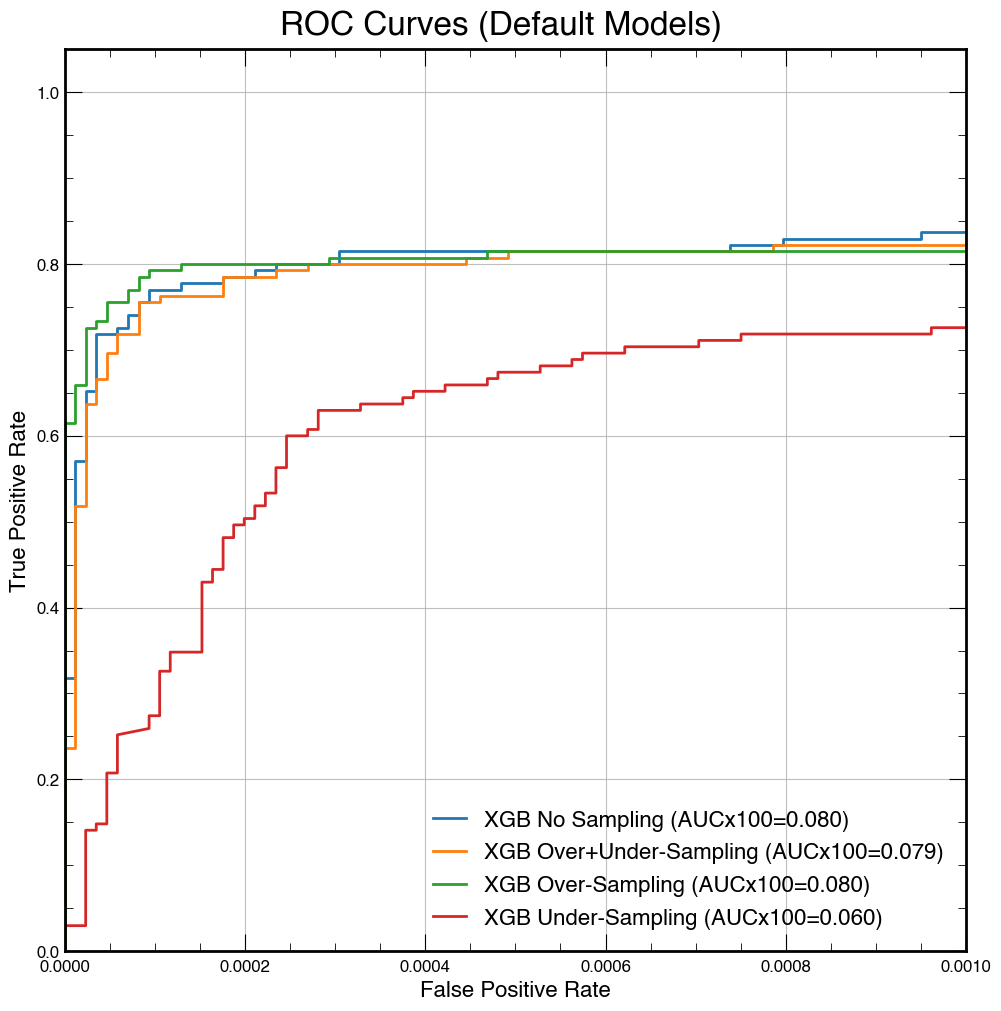 ROC Curves (Default Models)
True Positive Rate
1.0
0.8
0.6
0.4
0.2
0.0
XGB No Sampling (AUCx100=0.080)
XGB Over+Under-Sampling (AUCx100=0.079)
XGB Over-Sampling (AUCx100=0.080)
XGB Under-Sampling (AUCx100=0.060)
0.0000 0.0002 0.0004 0.0006 0.0008 0.0010
False Positive Rate